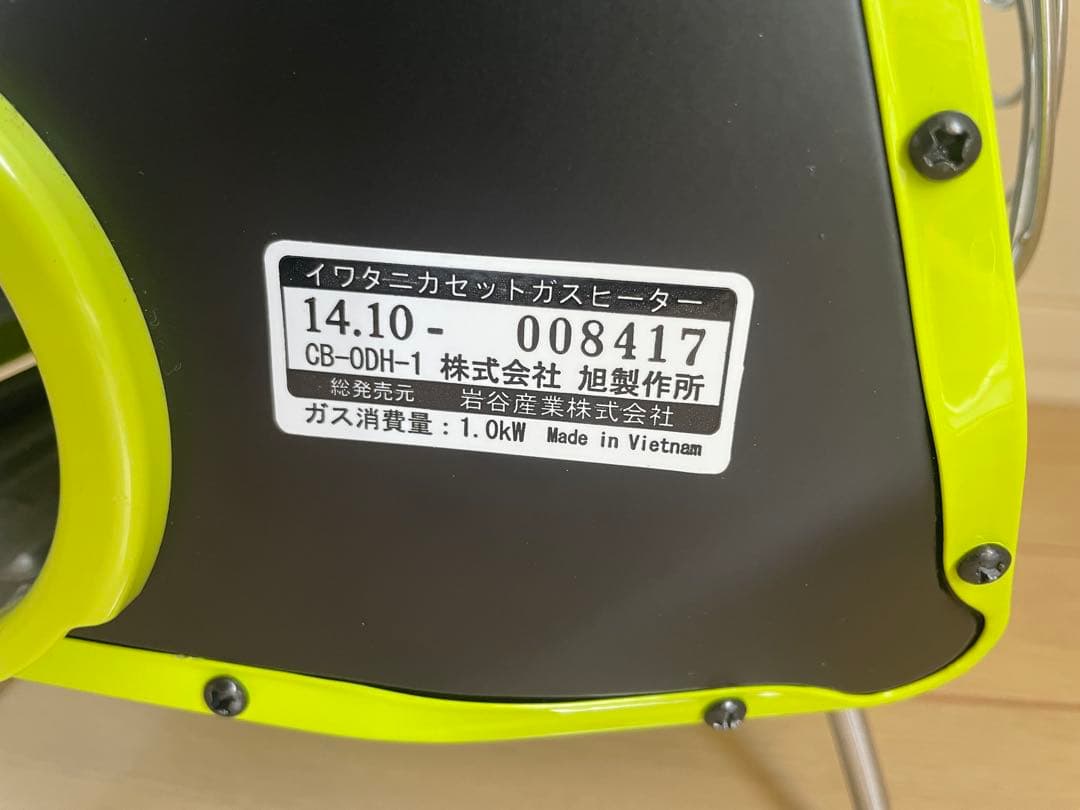 イワタニカセットガスヒーター
14.10 - 008417
CB-ODH-1 株式会社 旭製作所
総発売元 岩谷産業株式会社
ガス消費量：1.0kW Made in Vietnam